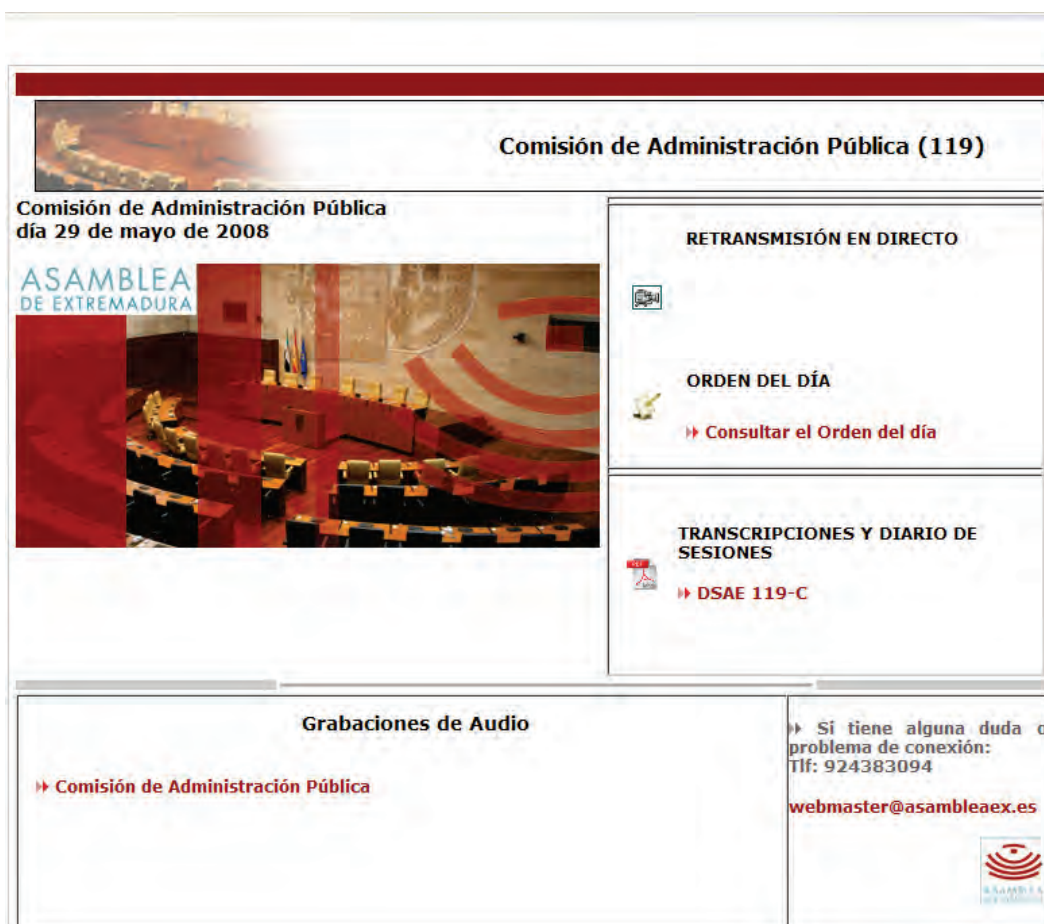 Comisión de Administración Pública (119)
Comisión de Administración Pública
día 29 de mayo de 2008
ASAMBLEA
DE EXTREMADURA
RETRANSMISIÓN EN DIRECTO
ORDEN DEL DÍA
Consultar el Orden del día
TRANSCRIPCIONES Y DIARIO DE
SESIONES
DSAE 119-C
Grabaciones de Audio
Comisión de Administración Pública
Si tiene alguna duda
problema de conexión:
Tlf: 924383094
webmaster@asambleaex.es
ASAMBLEA